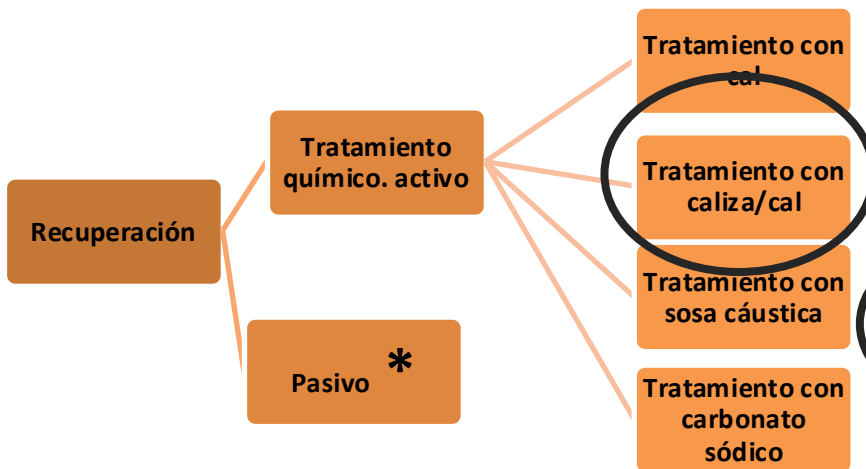 Recuperación
Tratamiento
químico. activo
Pasivo *
Tratamiento con
cal
Tratamiento con
caliza/cal
Tratamiento con
sosa cáustica
Tratamiento con
carbonato
sódico